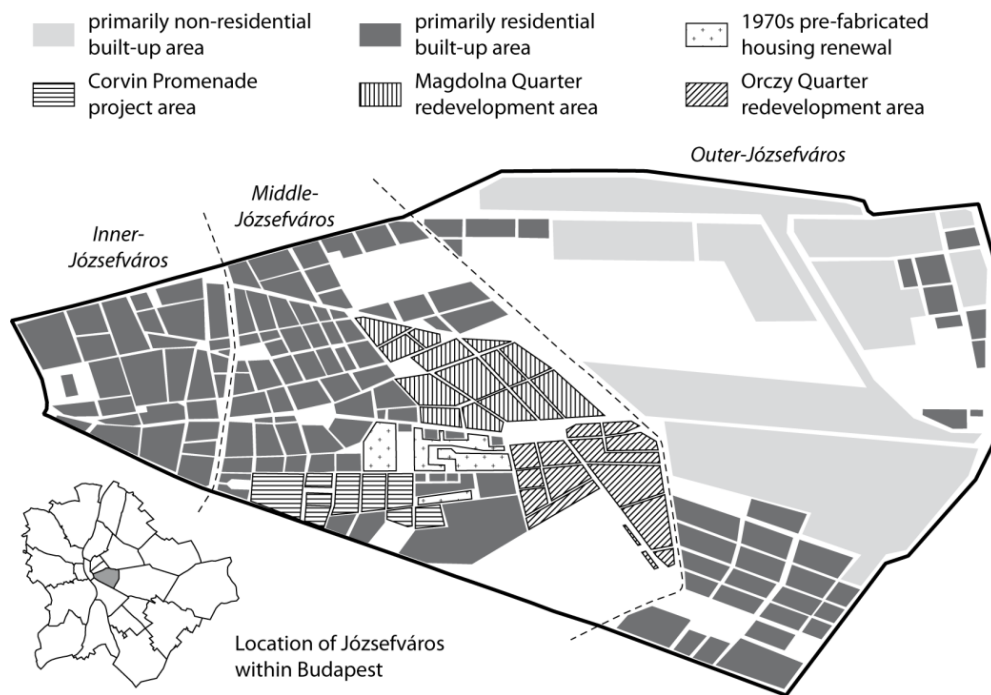 primarily non-residential
built-up area
primarily residential
built-up area
1970s pre-fabricated
housing renewal
Corvin Promenade
project area
Magdolna Quarter
redevelopment area
Orczy Quarter
redevelopment area
Outer-Józsefváros
Middle-
Józsefváros
Inner-
Józsefváros
Location of Józsefváros
within Budapest